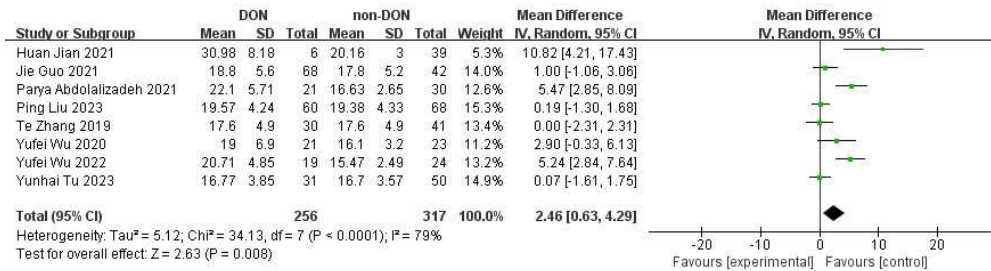 DON non-DON Mean Difference Mean Difference
Study or Subgroup Mean SD Total Mean SD Total Weight IV, Random, 95% CI IV, Random, 95% CI
Huan Jian 2021 30.98 8.18 6 20.16 3 39 5.3% 10.82 [4.21, 17.43]
Jie Guo 2021 18.8 5.6 68 17.8 5.2 42 14.0% 1.00 [-1.06, 3.06]
Parya Abdolalizadeh 2021 22.1 5.71 21 16.63 2.65 30 12.6% 5.47 [2.85, 8.09]
Ping Liu 2023 19.57 4.24 60 19.38 4.33 68 15.4% 0.19 [-1.30, 1.68]
Te Zhang 2019 17.6 4.9 30 17.6 4.9 41 13.4% 0.00 [-2.31, 2.31]
Yufei Wu 2020 19 6.9 21 16.1 3.2 23 11.2% 2.90 [-0.33, 6.13]
Yufei Wu 2022 20.71 4.85 19 15.47 2.49 24 13.2% 5.24 [2.84, 7.64]
Yunhai Tu 2023 16.77 3.85 31 16.7 3.57 50 14.9% 0.07 [-1.61, 1.75]
Total (95% CI) 256 317 100.0% 2.46 [0.63, 4.29]
Heterogeneity: Tau² = 5.12; Chi² = 34.13, df = 7 (P < 0.0001); I² = 79%
Test for overall effect: Z = 2.63 (P = 0.008)
-20 -10 0 10 20
Favours [experimental] Favours [control]